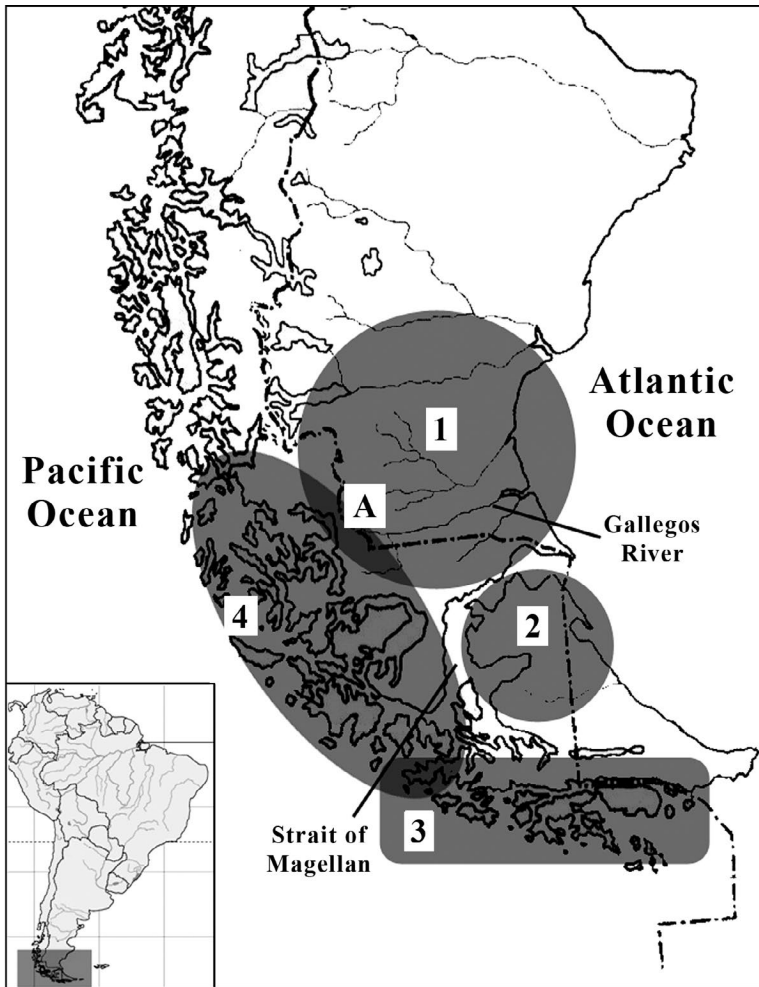 1
Atlantic
Ocean
Pacific
Ocean
A
Gallegos
River
4
2
Strait of
Magellan
3